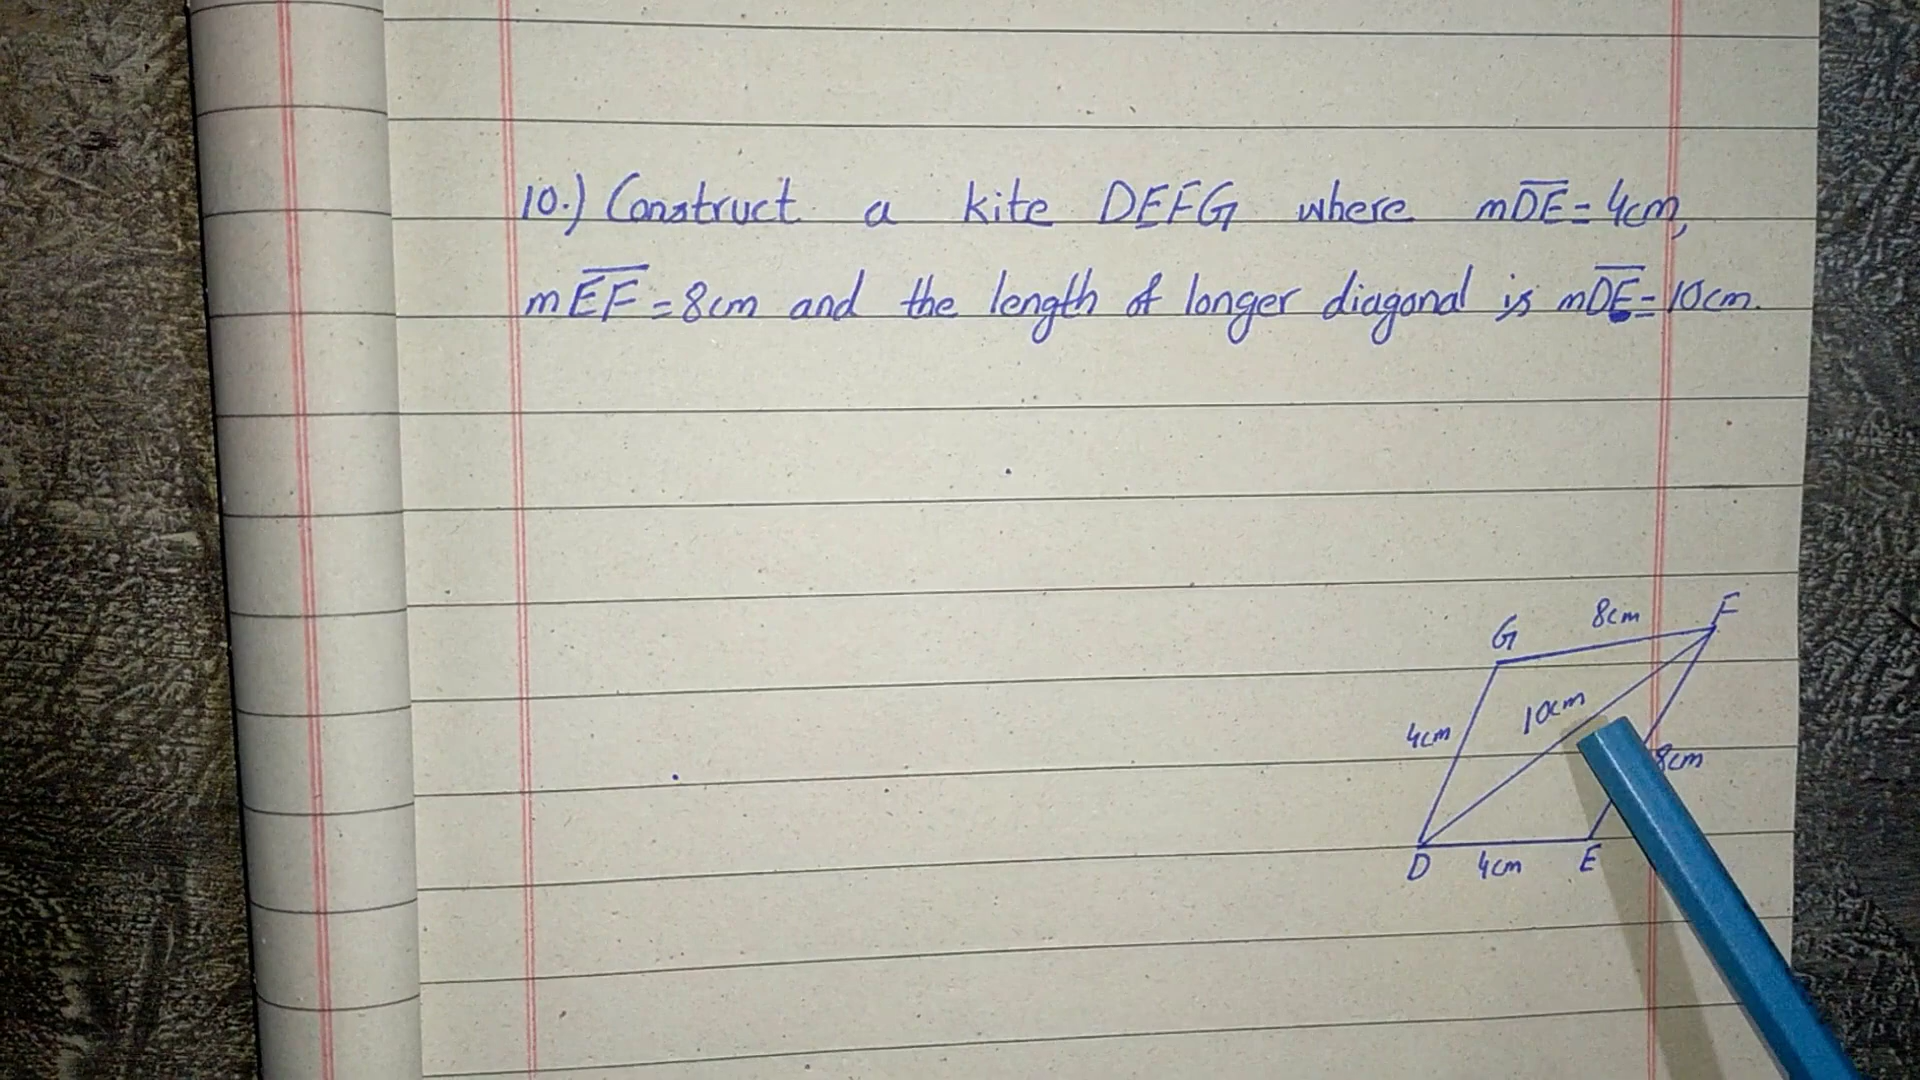 10.) Construct a kite DEFG where mDE = 4cm,
mEF = 8cm and the length of longer diagonal is mDF = 10cm.
G 8cm F
10cm
4cm
8cm
D 4cm E